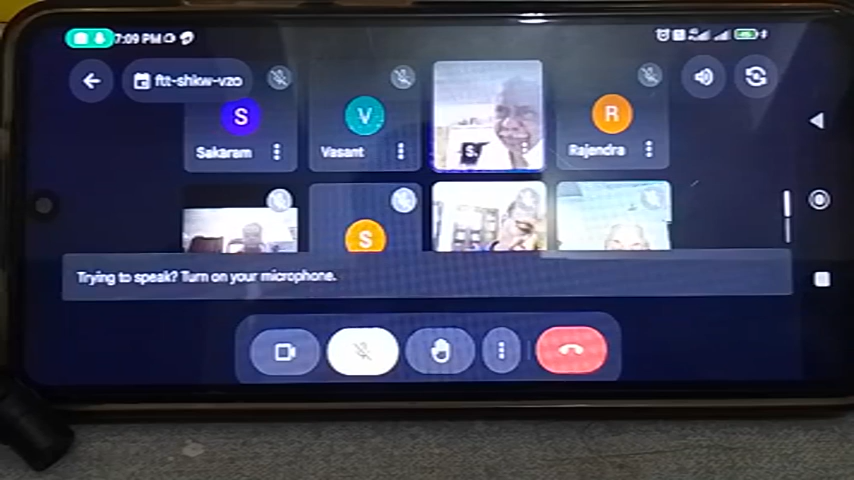 7:09 PM
ftt-shkw-vzo
S
V
R
Sakaram
Vasant
S.
Rajendra
S
Trying to speak? Turn on your microphone.